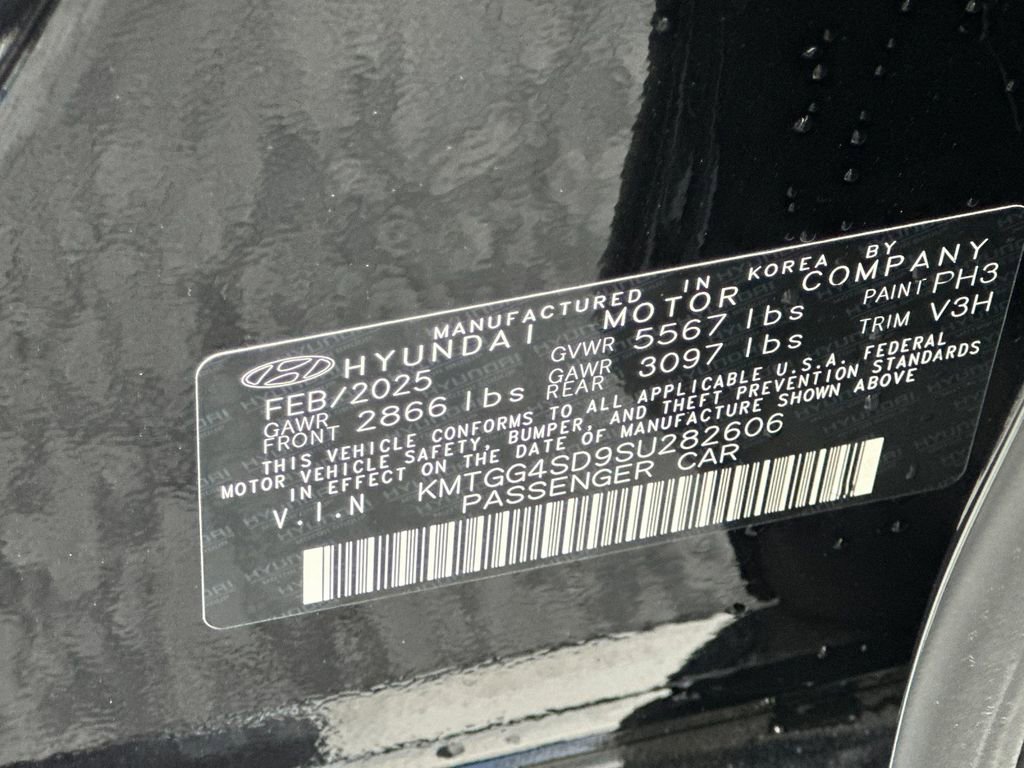 MANUFACTURED IN KOREA BY
HYUNDAI MOTOR COMPANY
FEB/2025 GVWR 5567 lbs PAINT PH3
GAWR FRONT 2866 lbs GAWR REAR 3097 lbs TRIM V3H
THIS VEHICLE CONFORMS TO ALL APPLICABLE U.S.A. FEDERAL
MOTOR VEHICLE SAFETY, BUMPER, AND THEFT PREVENTION STANDARDS
IN EFFECT ON THE DATE OF MANUFACTURE SHOWN ABOVE
V.I.N KMTGG4SD9SU282606
PASSENGER CAR